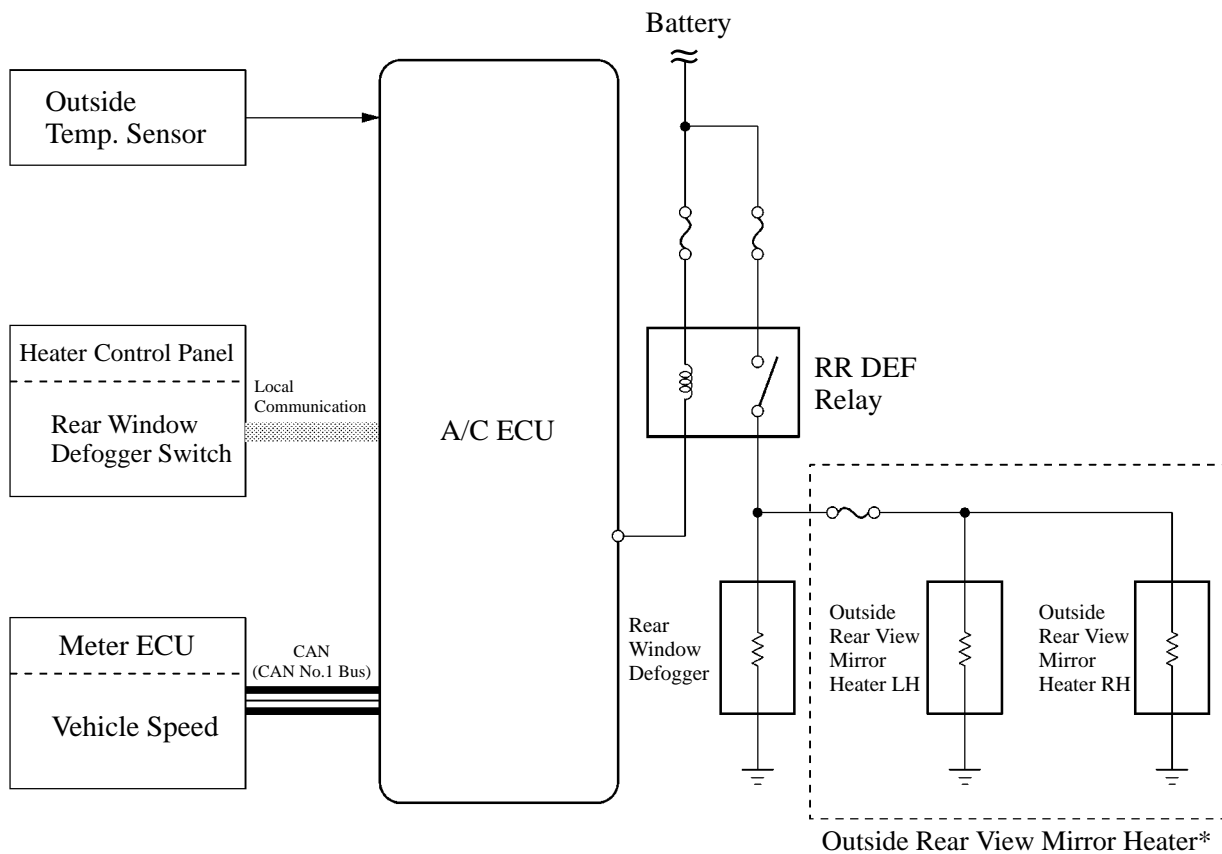 Battery
Outside
Temp. Sensor
Heater Control Panel
Rear Window
Defogger Switch
Local
Communication
A/C ECU
RR DEF
Relay
Meter ECU
Vehicle Speed
CAN
(CAN No.1 Bus)
Rear
Window
Defogger
Outside
Rear View
Mirror
Heater LH
Outside
Rear View
Mirror
Heater RH
Outside Rear View Mirror Heater*